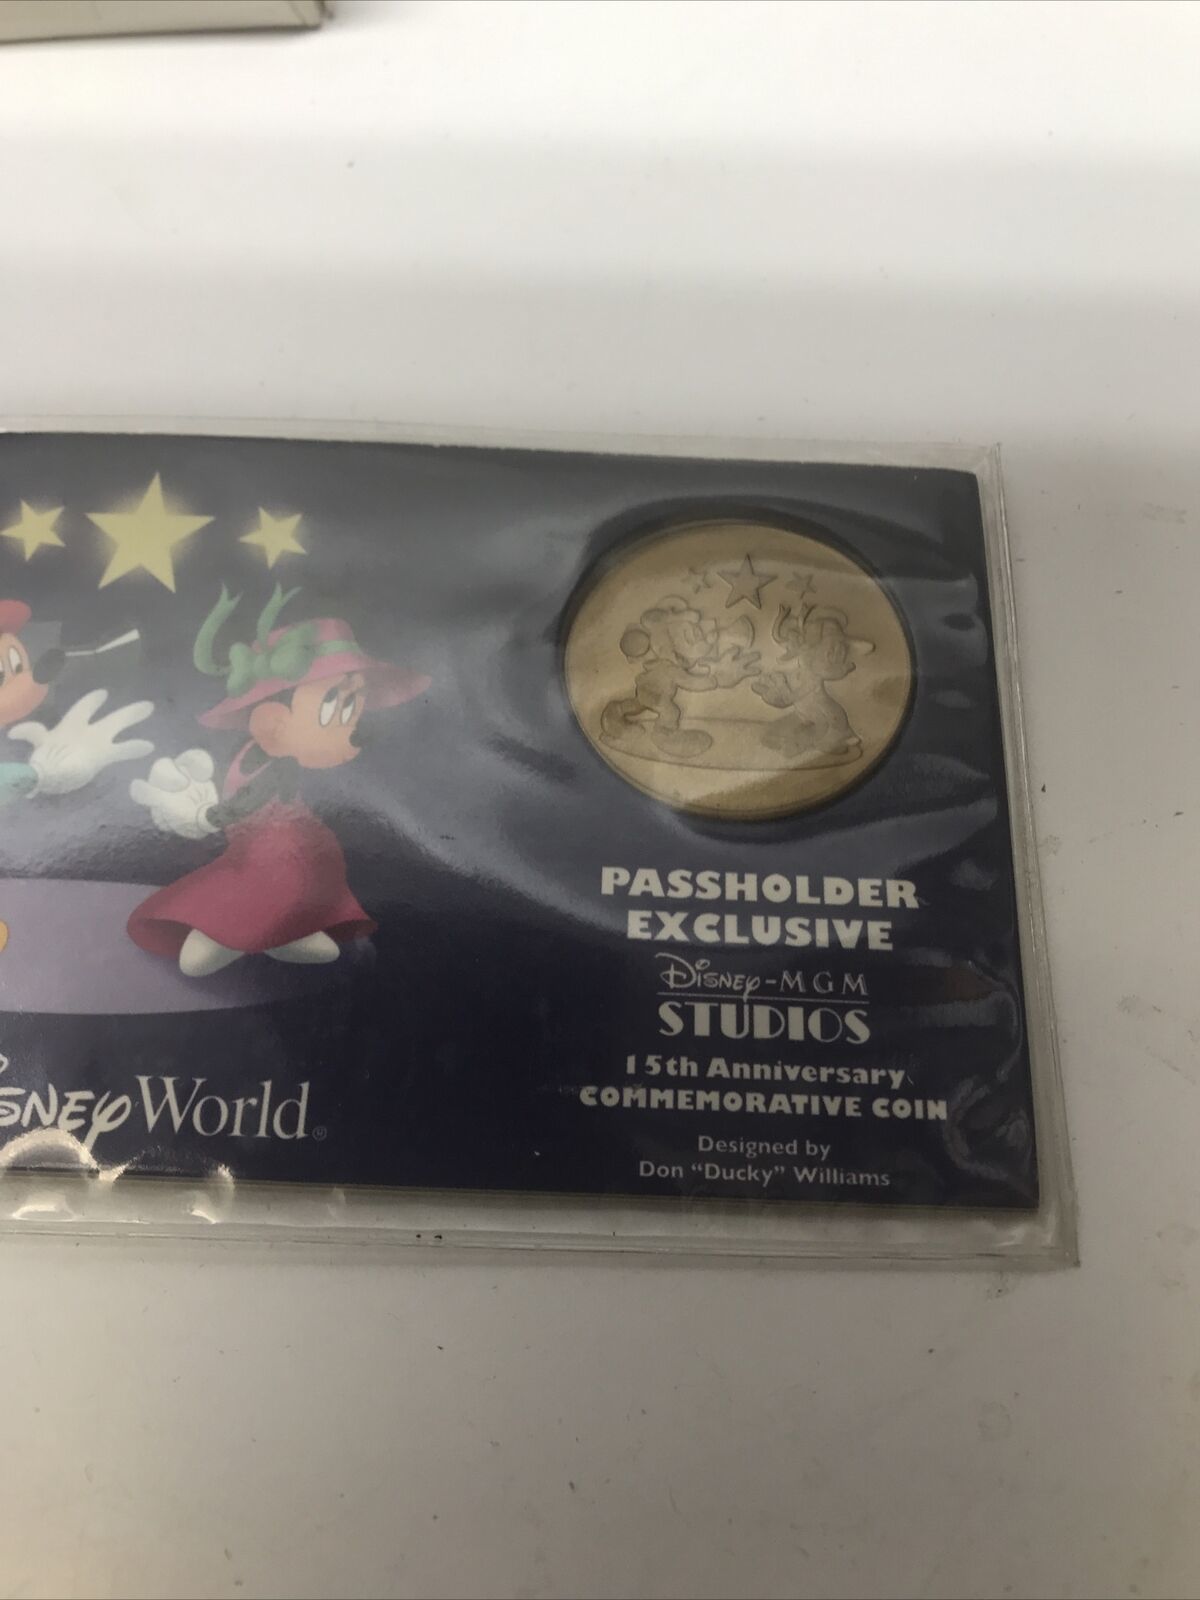 PASSHOLDER
EXCLUSIVE
Disney-MGM
STUDIOS
15th Anniversary
COMMEMORATIVE COIN
Designed by
Don “Ducky” Williams
World